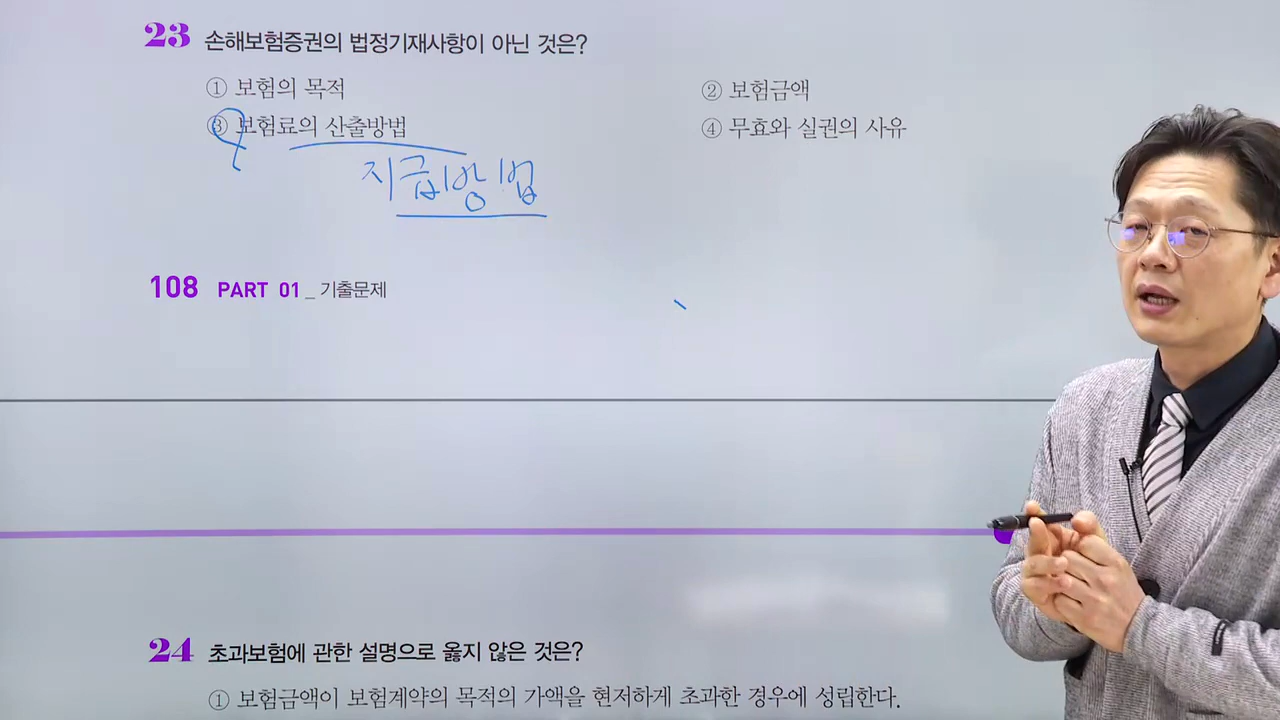 23 손해보험증권의 법정기재사항이 아닌 것은?
① 보험의 목적
② 보험금액
③ 보험료의 산출방법
④ 무효와 실권의 사유
지급방법
108 PART 01 _ 기출문제
24 초과보험에 관한 설명으로 옳지 않은 것은?
① 보험금액이 보험계약의 목적의 가액을 현저하게 초과한 경우에 성립한다.